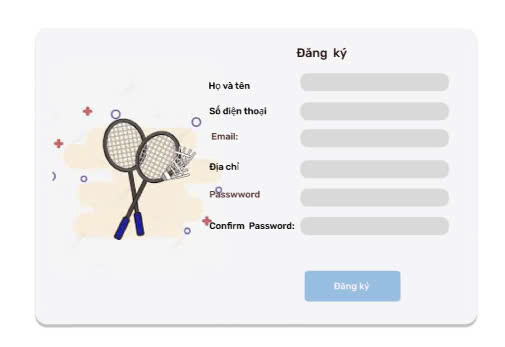 Đăng ký
Họ và tên
Số điện thoại
Email:
Địa chỉ
Passwword
Confirm Password:
Đăng ký